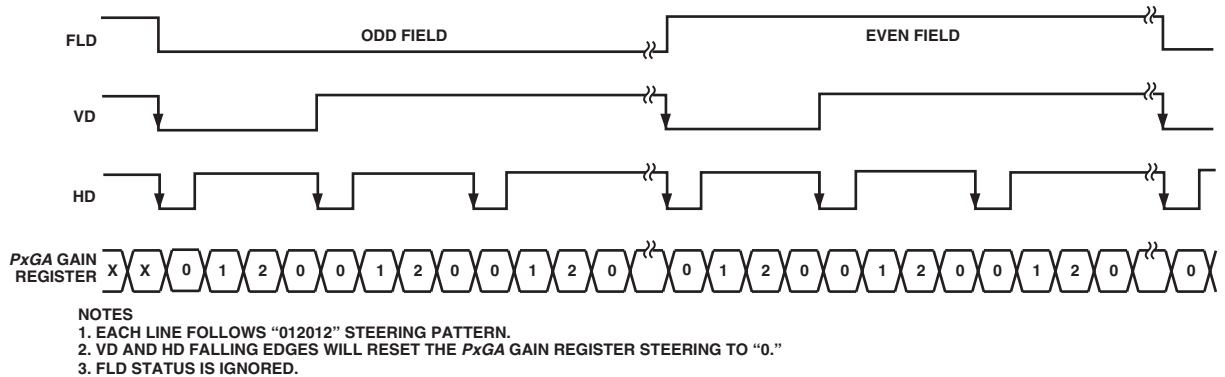 FLD ODD FIELD EVEN FIELD
VD
HD
PxGA GAIN
REGISTER X X 0 1 2 0 0 1 2 0 0 1 2 0 0 1 2 0 0 1 2 0 0 1 2 0 0
NOTES
1. EACH LINE FOLLOWS “012012” STEERING PATTERN.
2. VD AND HD FALLING EDGES WILL RESET THE PxGA GAIN REGISTER STEERING TO “0.”
3. FLD STATUS IS IGNORED.